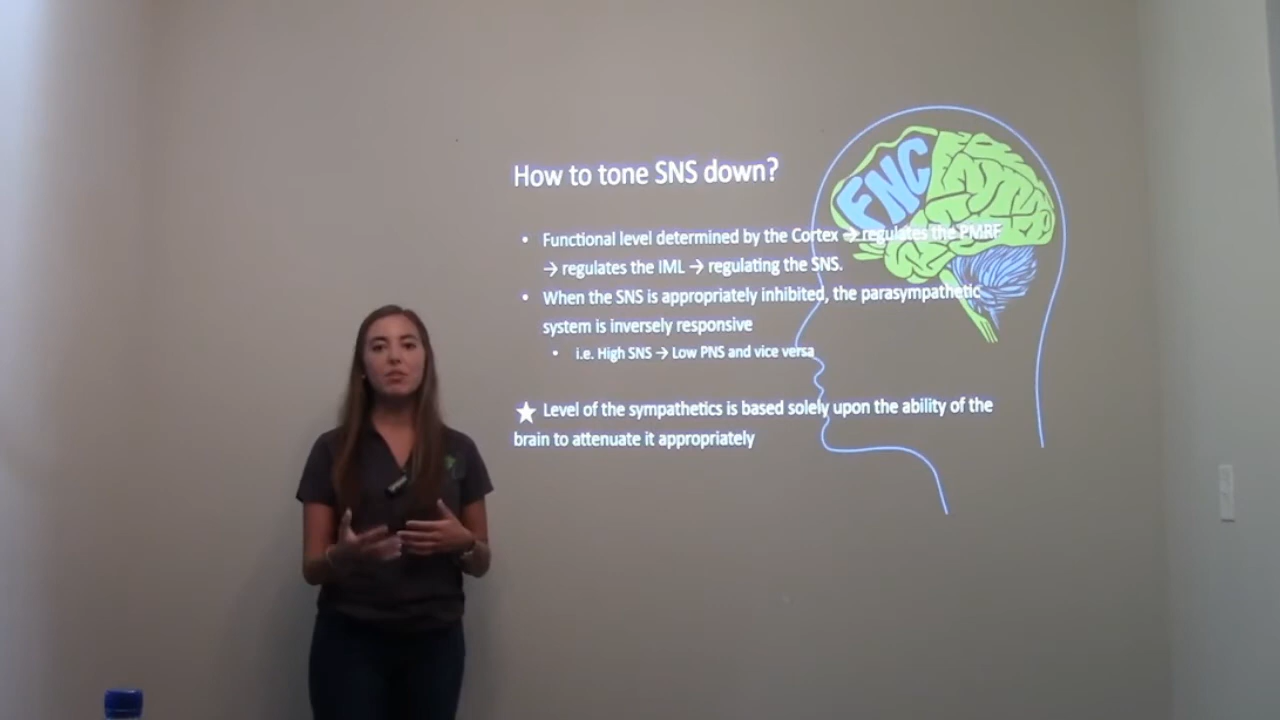 FNC
How to tone SNS down?
• Functional level determined by the Cortex → regulates the PMRF
→ regulates the IML → regulating the SNS.
• When the SNS is appropriately inhibited, the parasympathetic
system is inversely responsive
• i.e. High SNS → Low PNS and vice versa
★ Level of the sympathetics is based solely upon the ability of the
brain to attenuate it appropriately